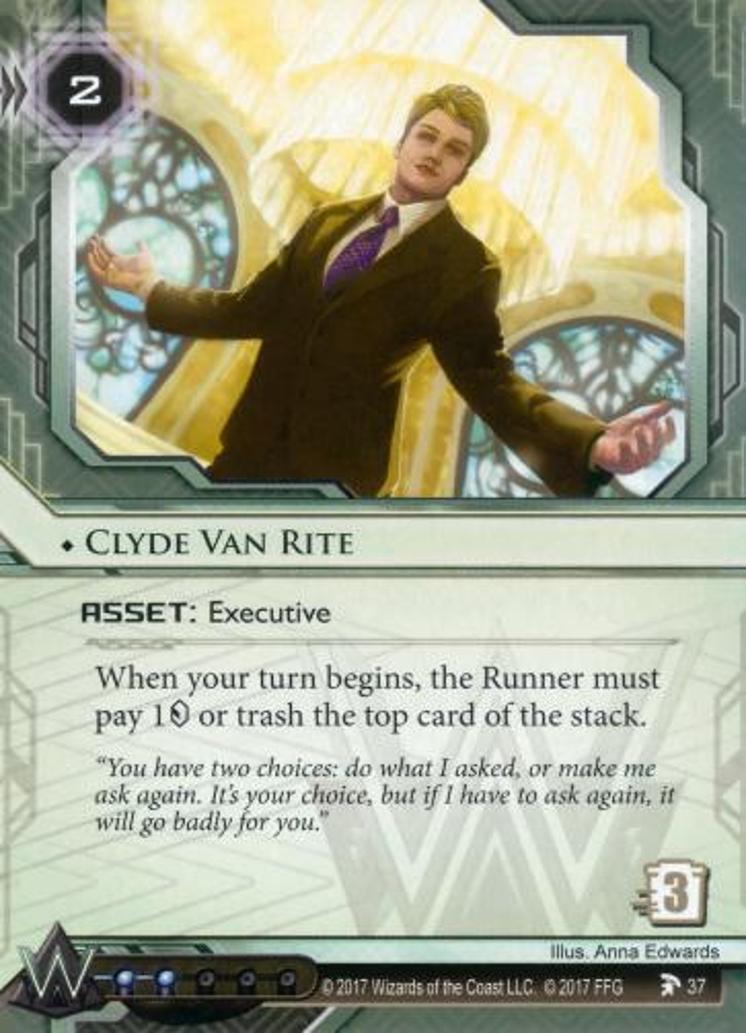 2
♦ CLYDE VAN RITE
ASSET: Executive
When your turn begins, the Runner must
pay 1 or trash the top card of the stack.
“You have two choices: do what I asked, or make me
ask again. It’s your choice, but if I have to ask again, it
will go badly for you.”
3
Illus. Anna Edwards
W
© 2017 Wizards of the Coast LLC. © 2017 FFG
37